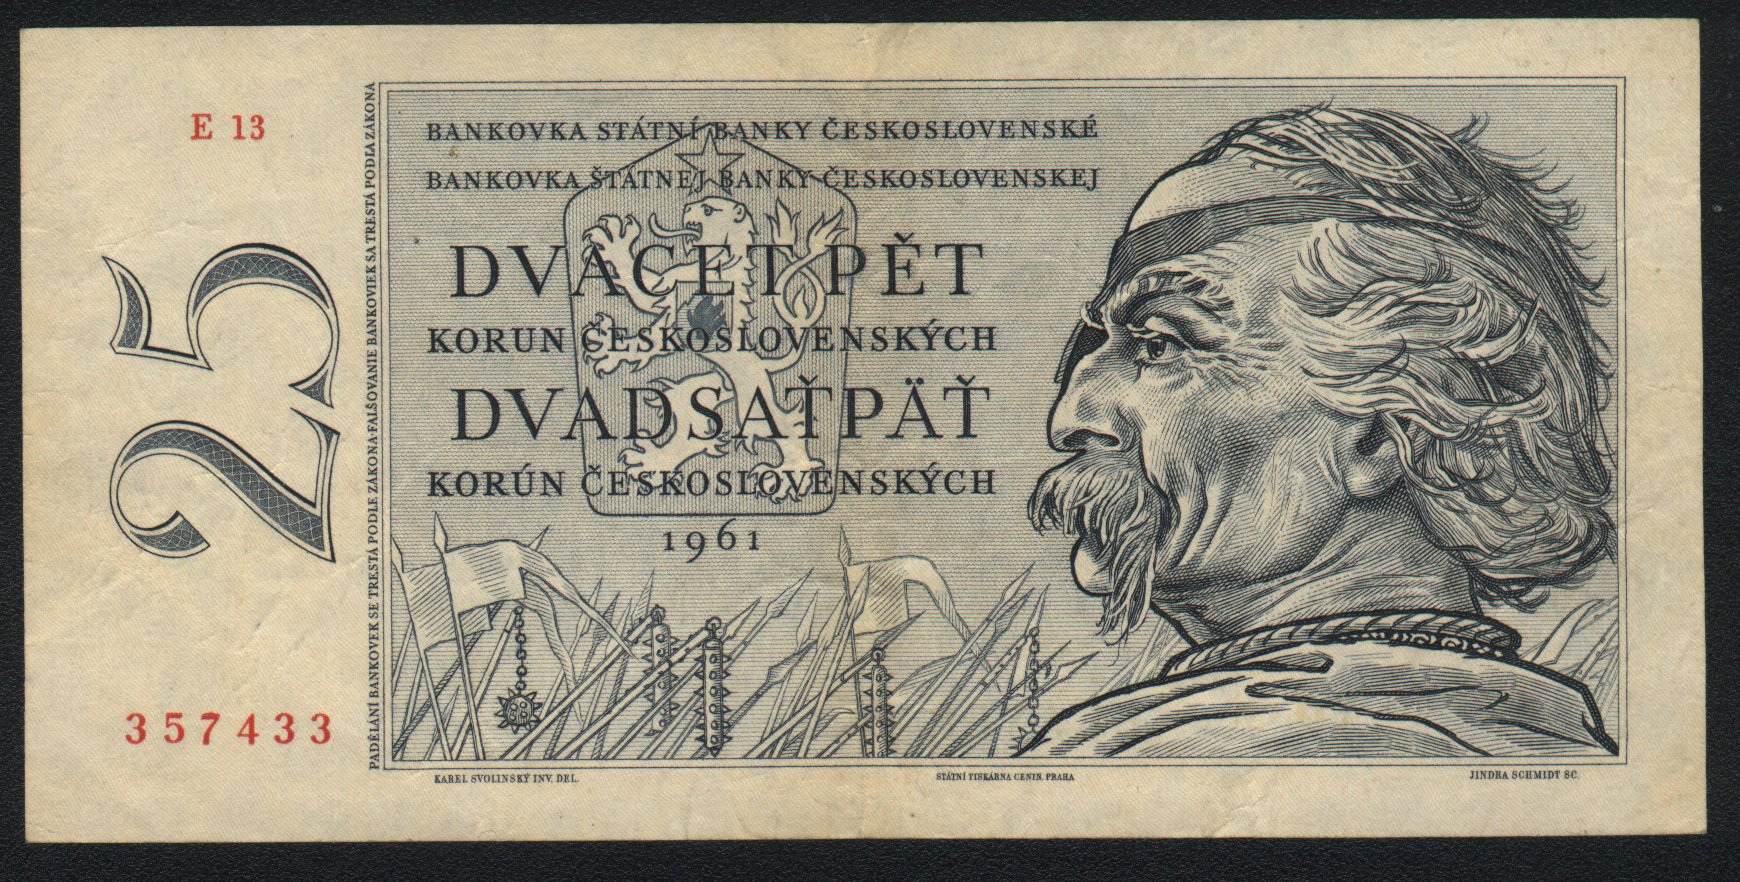 E 13
25
357433
PADĚLÁNÍ BANKOVEK SE TRESTÁ PODLE ZÁKONA·FALŠOVANIE BANKOVIEK SA TRESTÁ PODĽA ZÁKONA
BANKOVKA STÁTNÍ BANKY ČESKOSLOVENSKÉ
BANKOVKA ŠTÁTNEJ BANKY ČESKOSLOVENSKEJ
DVACET PĚT
KORUN ČESKOSLOVENSKÝCH
DVADSAŤPÄŤ
KORÚN ČESKOSLOVENSKÝCH
1961
KAREL SVOLINSKÝ INV. DEL.
STÁTNÍ TISKÁRNA CENIN, PRAHA
JINDRA SCHMIDT SC.